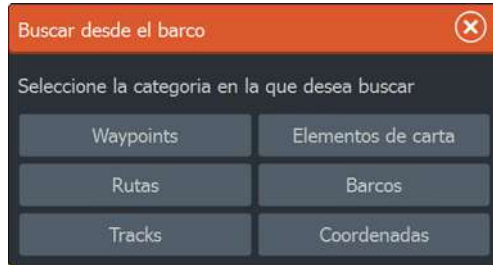 Buscar desde el barco
Seleccione la categoria en la que desea buscar
Waypoints Elementos de carta
Rutas Barcos
Tracks Coordenadas